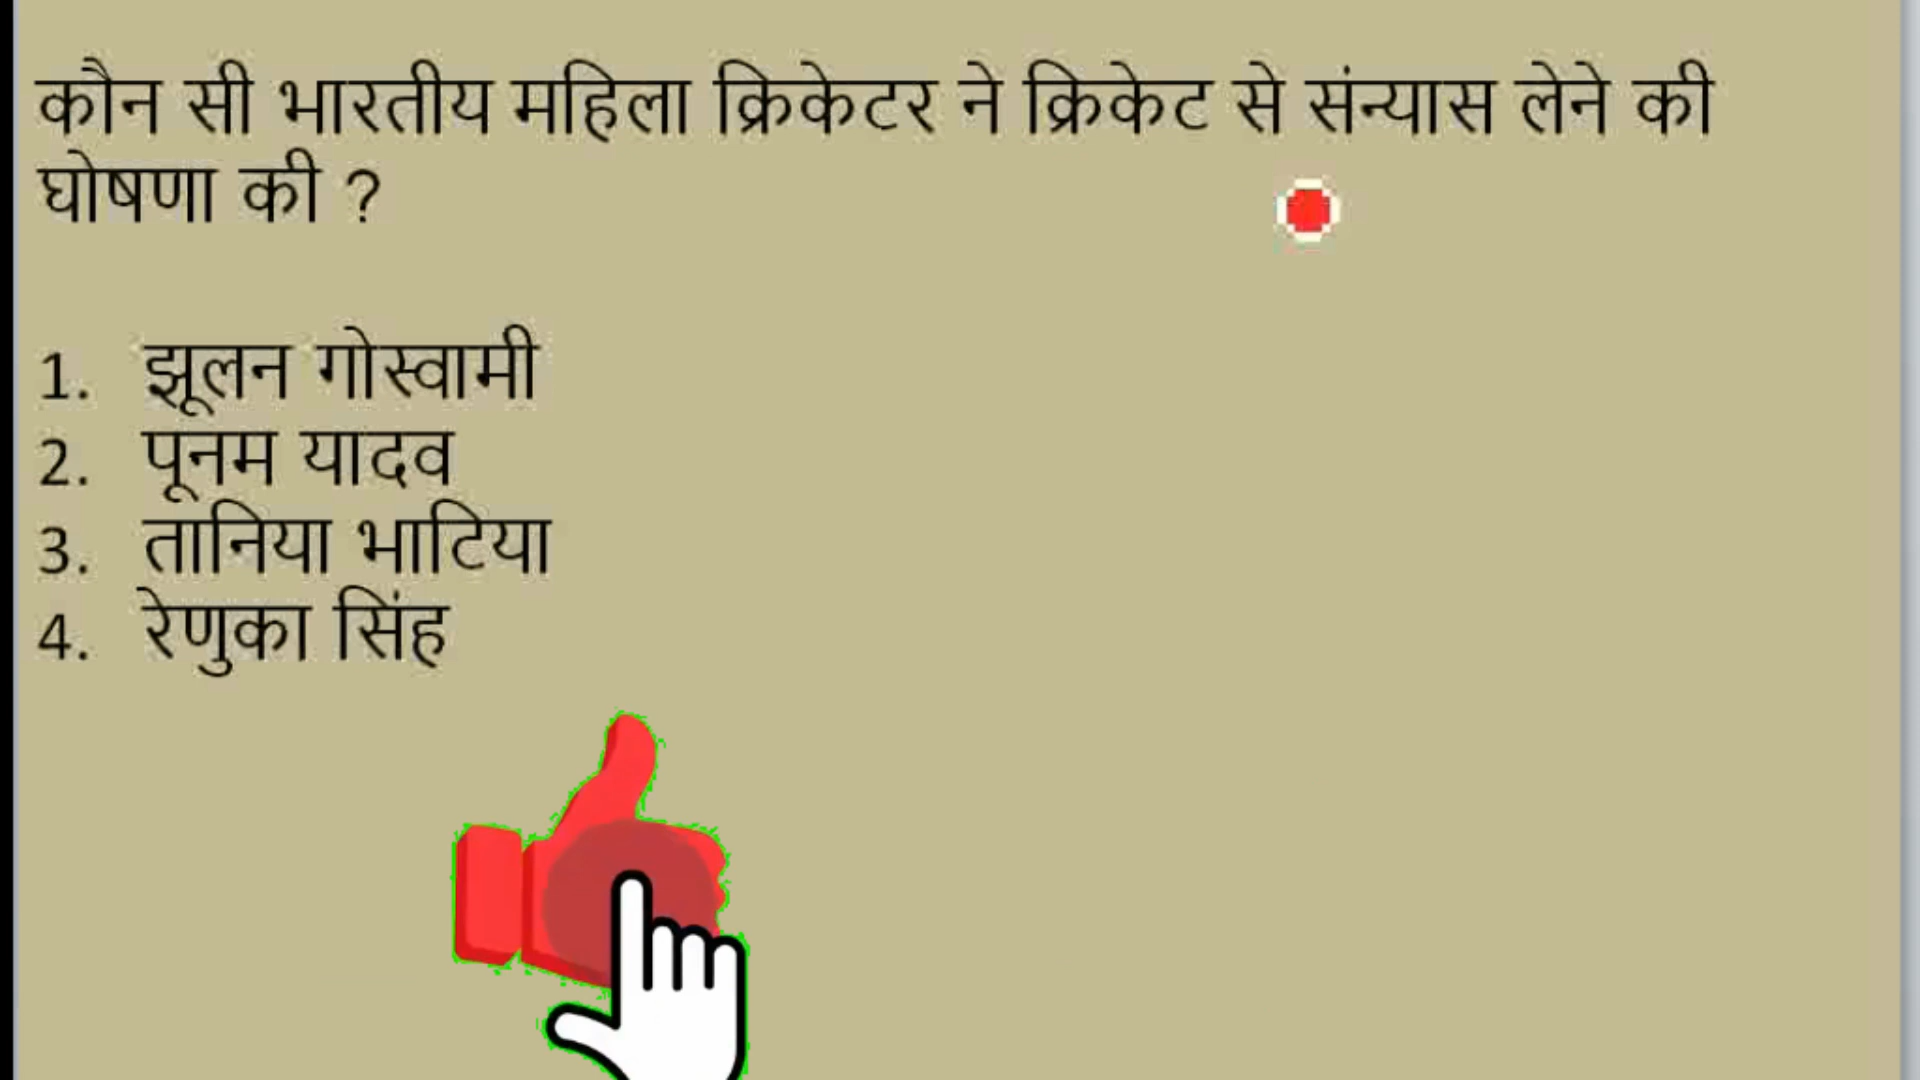 कौन सी भारतीय महिला क्रिकेटर ने क्रिकेट से संन्यास लेने की
घोषणा की ?
1. झूलन गोस्वामी
2. पूनम यादव
3. तानिया भाटिया
4. रेणुका सिंह